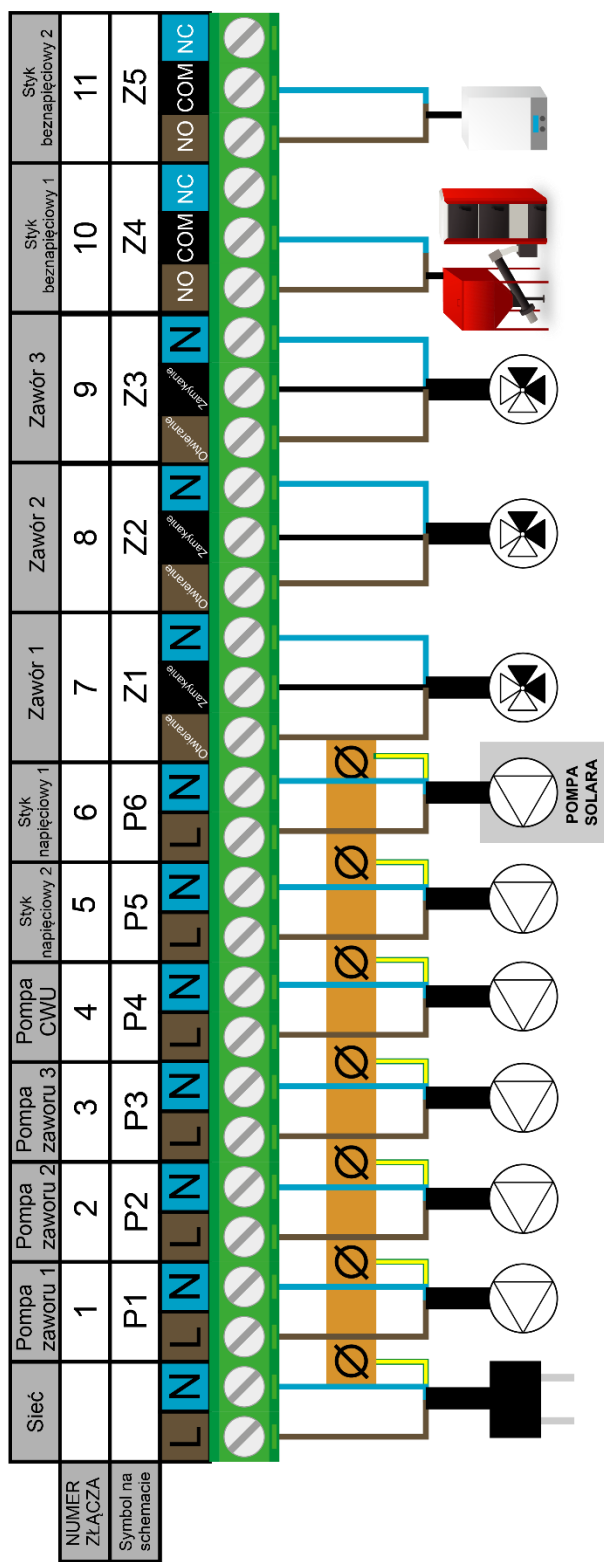 Sieć
Pompa
zaworu 1
Pompa
zaworu 2
Pompa
zaworu 3
Pompa
CWU
Styk
napięciowy 2
Styk
napięciowy 1
Zawór 1
Zawór 2
Zawór 3
Styk
beznapięciowy 1
Styk
beznapięciowy 2
NUMER
ZŁĄCZA
1 2 3 4 5 6 7 8 9 10 11
Symbol na
schemacie
P1 P2 P3 P4 P5 P6 Z1 Z2 Z3 Z4 Z5
L N L N L N L N L N L N L N Otwieranie Zamykanie N Otwieranie Zamykanie N Otwieranie Zamykanie N NO COM NC NO COM NC
POMPA
SOLARA